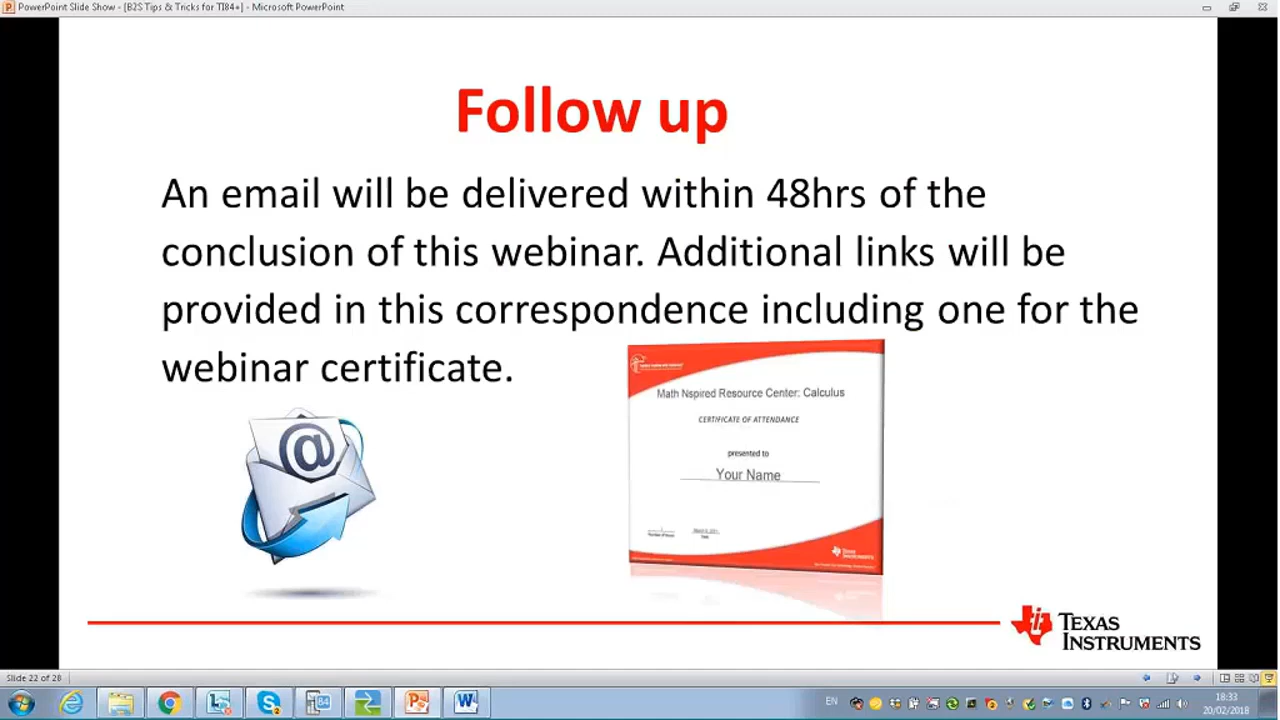 PowerPoint Slide Show - [B2S Tips & Tricks for TI84+] - Microsoft PowerPoint
Follow up
An email will be delivered within 48hrs of the
conclusion of this webinar. Additional links will be
provided in this correspondence including one for the
webinar certificate.
Math Nspired Resource Center: Calculus
CERTIFICATE OF ATTENDANCE
presented to
Your Name
TEXAS
INSTRUMENTS
Slide 22 of 28
EN
18:33
20/02/2018